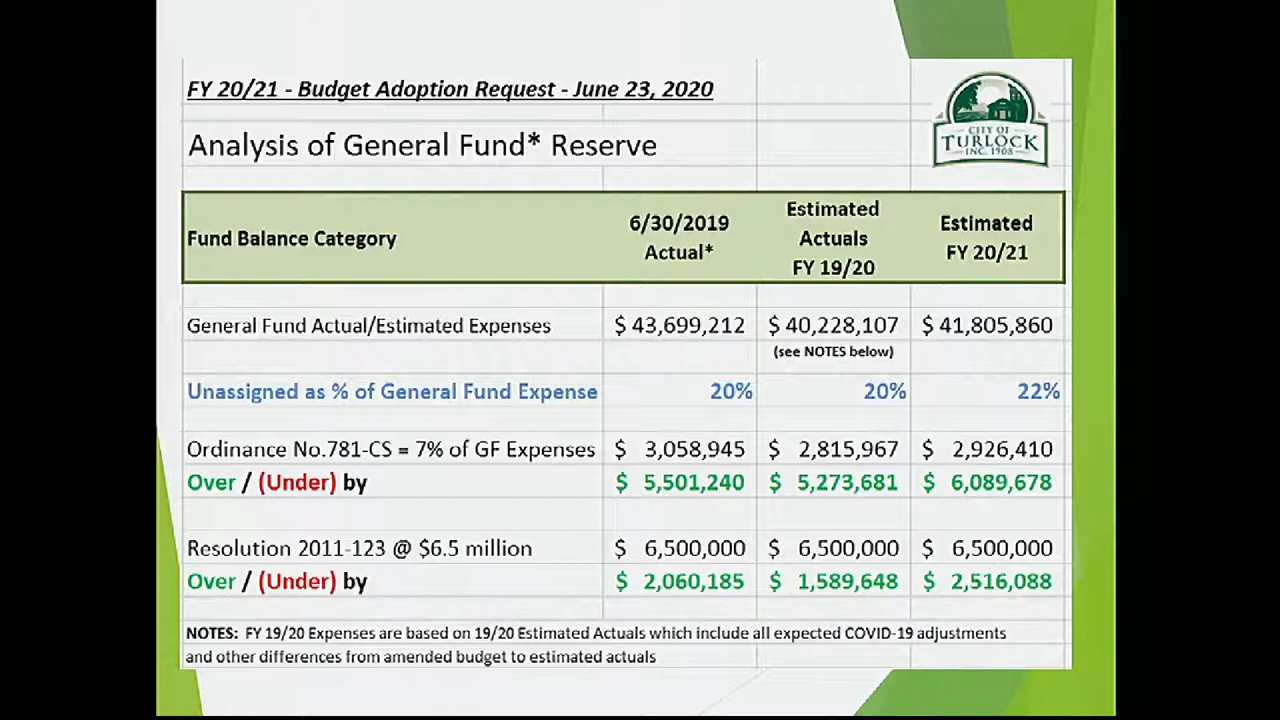 FY 20/21 - Budget Adoption Request - June 23, 2020
CITY OF
TURLOCK
INC. 1908
Analysis of General Fund* Reserve
Fund Balance Category
6/30/2019
Actual*
Estimated
Actuals
FY 19/20
Estimated
FY 20/21
General Fund Actual/Estimated Expenses $ 43,699,212 $ 40,228,107 $ 41,805,860
(see NOTES below)
Unassigned as % of General Fund Expense 20% 20% 22%
Ordinance No.781-CS = 7% of GF Expenses $ 3,058,945 $ 2,815,967 $ 2,926,410
Over / (Under) by $ 5,501,240 $ 5,273,681 $ 6,089,678
Resolution 2011-123 @ $6.5 million $ 6,500,000 $ 6,500,000 $ 6,500,000
Over / (Under) by $ 2,060,185 $ 1,589,648 $ 2,516,088
NOTES: FY 19/20 Expenses are based on 19/20 Estimated Actuals which include all expected COVID-19 adjustments
and other differences from amended budget to estimated actuals